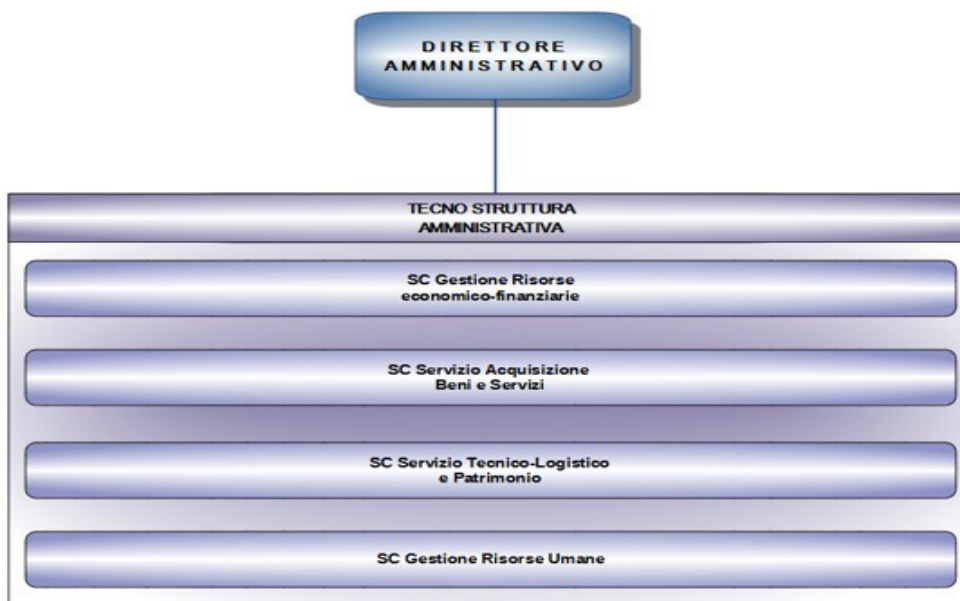 DIRETTORE
AMMINISTRATIVO
TECNO STRUTTURA
AMMINISTRATIVA
SC Gestione Risorse
economico-finanziarie
SC Servizio Acquisizione
Beni e Servizi
SC Servizio Tecnico-Logistico
e Patrimonio
SC Gestione Risorse Umane